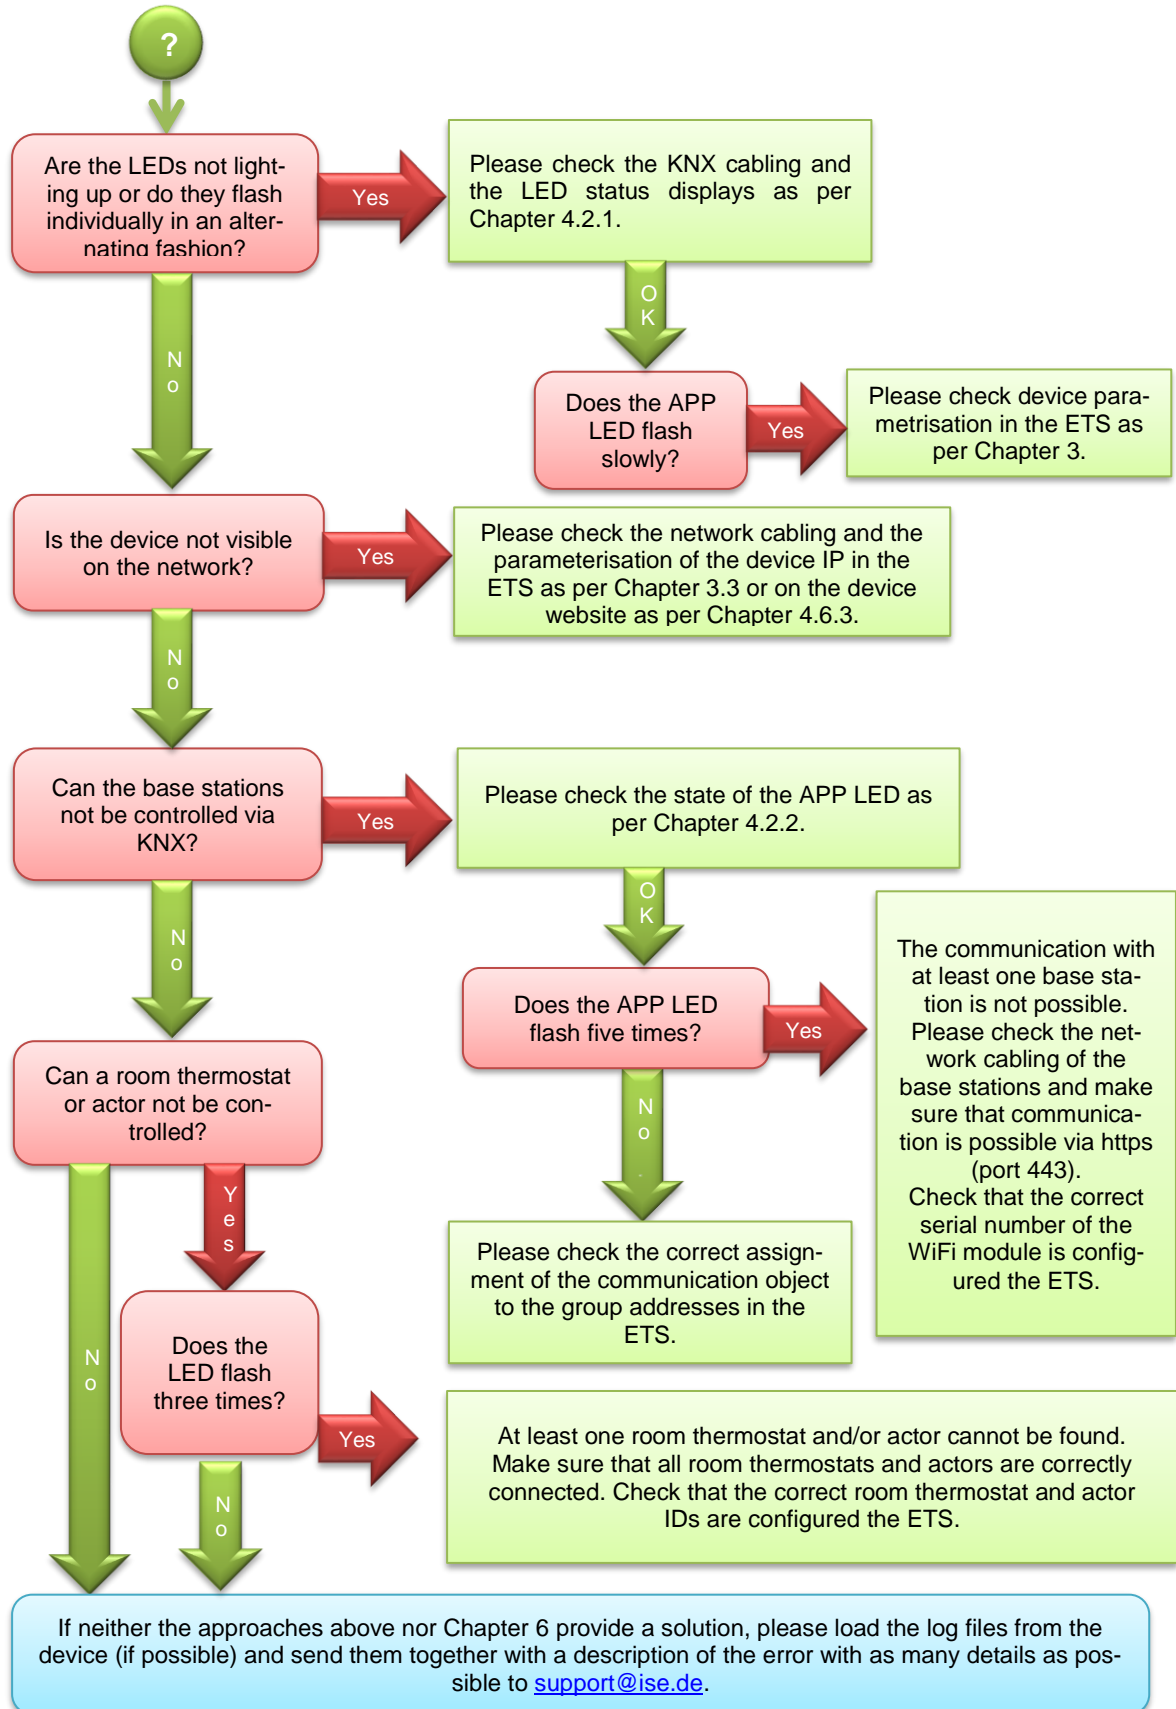 ?
Are the LEDs not light-
ing up or do they flash
individually in an alter-
nating fashion?
Yes
Please check the KNX cabling and
the LED status displays as per
Chapter 4.2.1.
O
K
N
o
Does the APP
LED flash
slowly?
Yes
Please check device para-
metrisation in the ETS as
per Chapter 3.
Is the device not visible
on the network?
Yes
Please check the network cabling and the
parameterisation of the device IP in the
ETS as per Chapter 3.3 or on the device
website as per Chapter 4.6.3.
N
o
Can the base stations
not be controlled via
KNX?
Yes
Please check the state of the APP LED as
per Chapter 4.2.2.
O
K
N
o
Does the APP LED
flash five times?
Yes
The communication with
at least one base sta-
tion is not possible.
Please check the net-
work cabling of the
base stations and make
sure that communica-
tion is possible via https
(port 443).
Check that the correct
serial number of the
WiFi module is config-
ured the ETS.
N
o
Please check the correct assign-
ment of the communication object
to the group addresses in the
ETS.
Can a room thermostat
or actor not be con-
trolled?
Y
e
s
N
o
Does the
LED flash
three times?
Yes
At least one room thermostat and/or actor cannot be found.
Make sure that all room thermostats and actors are correctly
connected. Check that the correct room thermostat and actor
IDs are configured the ETS.
N
o
If neither the approaches above nor Chapter 6 provide a solution, please load the log files from the
device (if possible) and send them together with a description of the error with as many details as pos-
sible to support@ise.de.